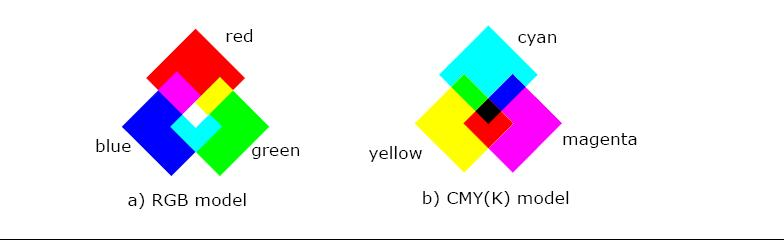 red
blue
green
a) RGB model
cyan
yellow
magenta
b) CMY(K) model